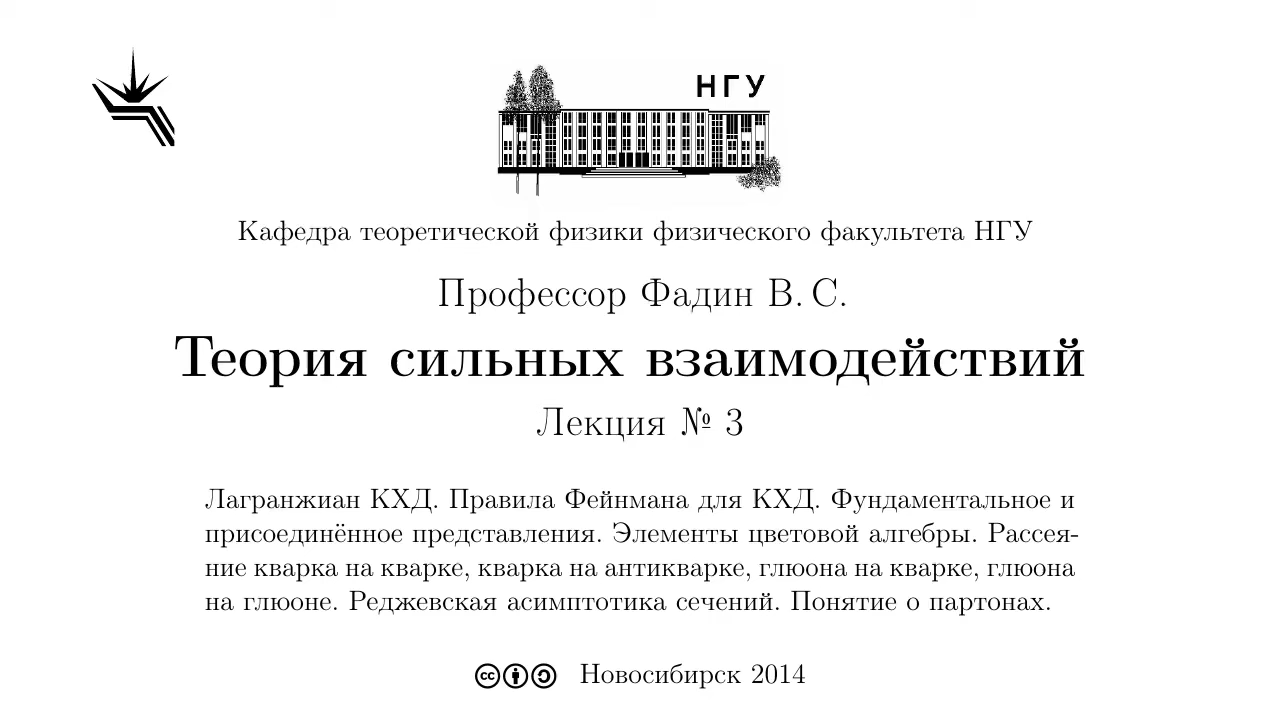 НГУ
Кафедра теоретической физики физического факультета НГУ
Профессор Фадин В. С.
Теория сильных взаимодействий
Лекция № 3
Лагранжиан КХД. Правила Фейнмана для КХД. Фундаментальное и
присоединённое представления. Элементы цветовой алгебры. Рассея-
ние кварка на кварке, кварка на антикварке, глюона на кварке, глюона
на глюоне. Реджевская асимптотика сечений. Понятие о партонах.
cc Новосибирск 2014